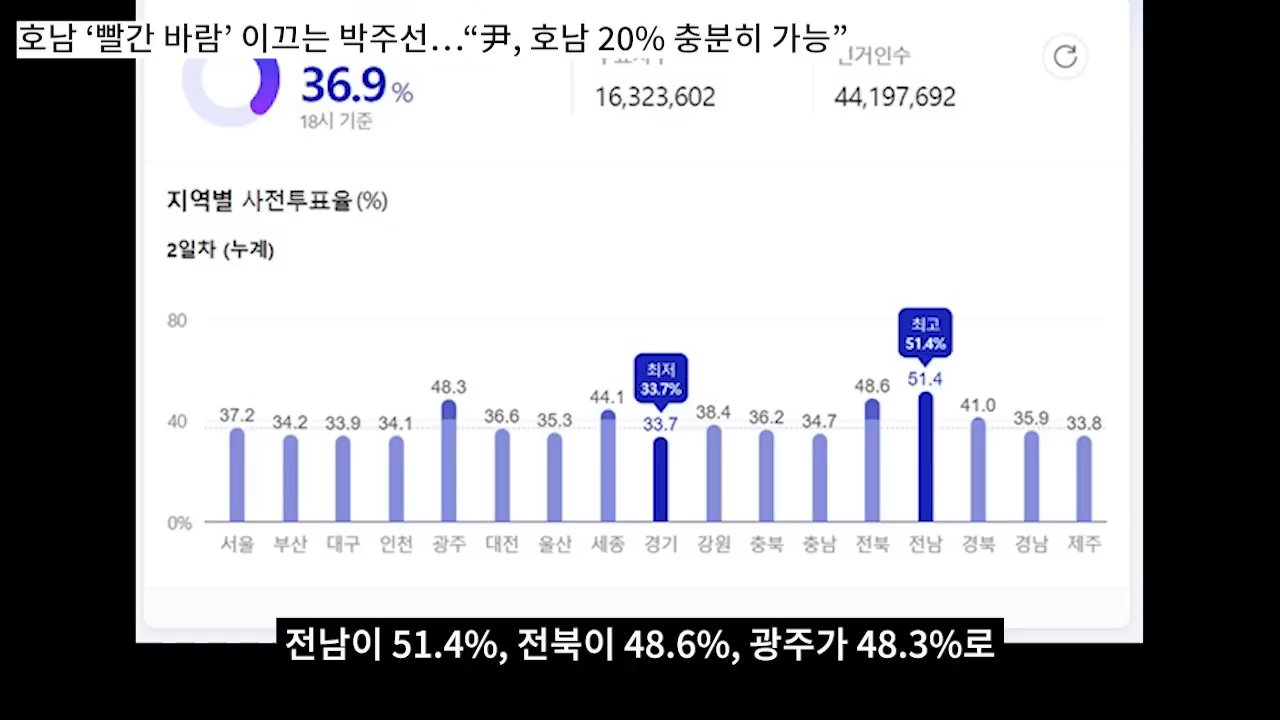 호남 ‘빨간 바람’ 이끄는 박주선…“尹, 호남 20% 충분히 가능”
36.9 %
18시 기준
16,323,602
선거인수
44,197,692
지역별 사전투표율 (%)
2일차 (누계)
80
40
0%
최저
33.7%
최고
51.4%
37.2 34.2 33.9 34.1 48.3 36.6 35.3 44.1 33.7 38.4 36.2 34.7 48.6 51.4 41.0 35.9 33.8
서울 부산 대구 인천 광주 대전 울산 세종 경기 강원 충북 충남 전북 전남 경북 경남 제주
전남이 51.4%, 전북이 48.6%, 광주가 48.3%로